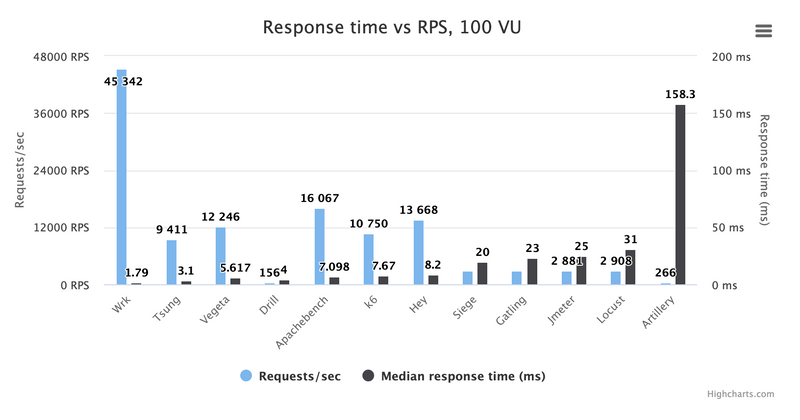 Response time vs RPS, 100 VU
48000 RPS
36000 RPS
24000 RPS
12000 RPS
0 RPS
Requests/sec
200 ms
150 ms
100 ms
50 ms
0 ms
Response time (ms)
45 342
1.79
9 411
3.1
12 246
5.617
156
4
16 067
7.098
10 750
7.67
13 668
8.2
20
23
2 881
25
2 908
31
266
158.3
Wrk
Tsung
Vegeta
Drill
Apachebench
k6
Hey
Siege
Gatling
Jmeter
Locust
Artillery
Requests/sec
Median response time (ms)
Highcharts.com